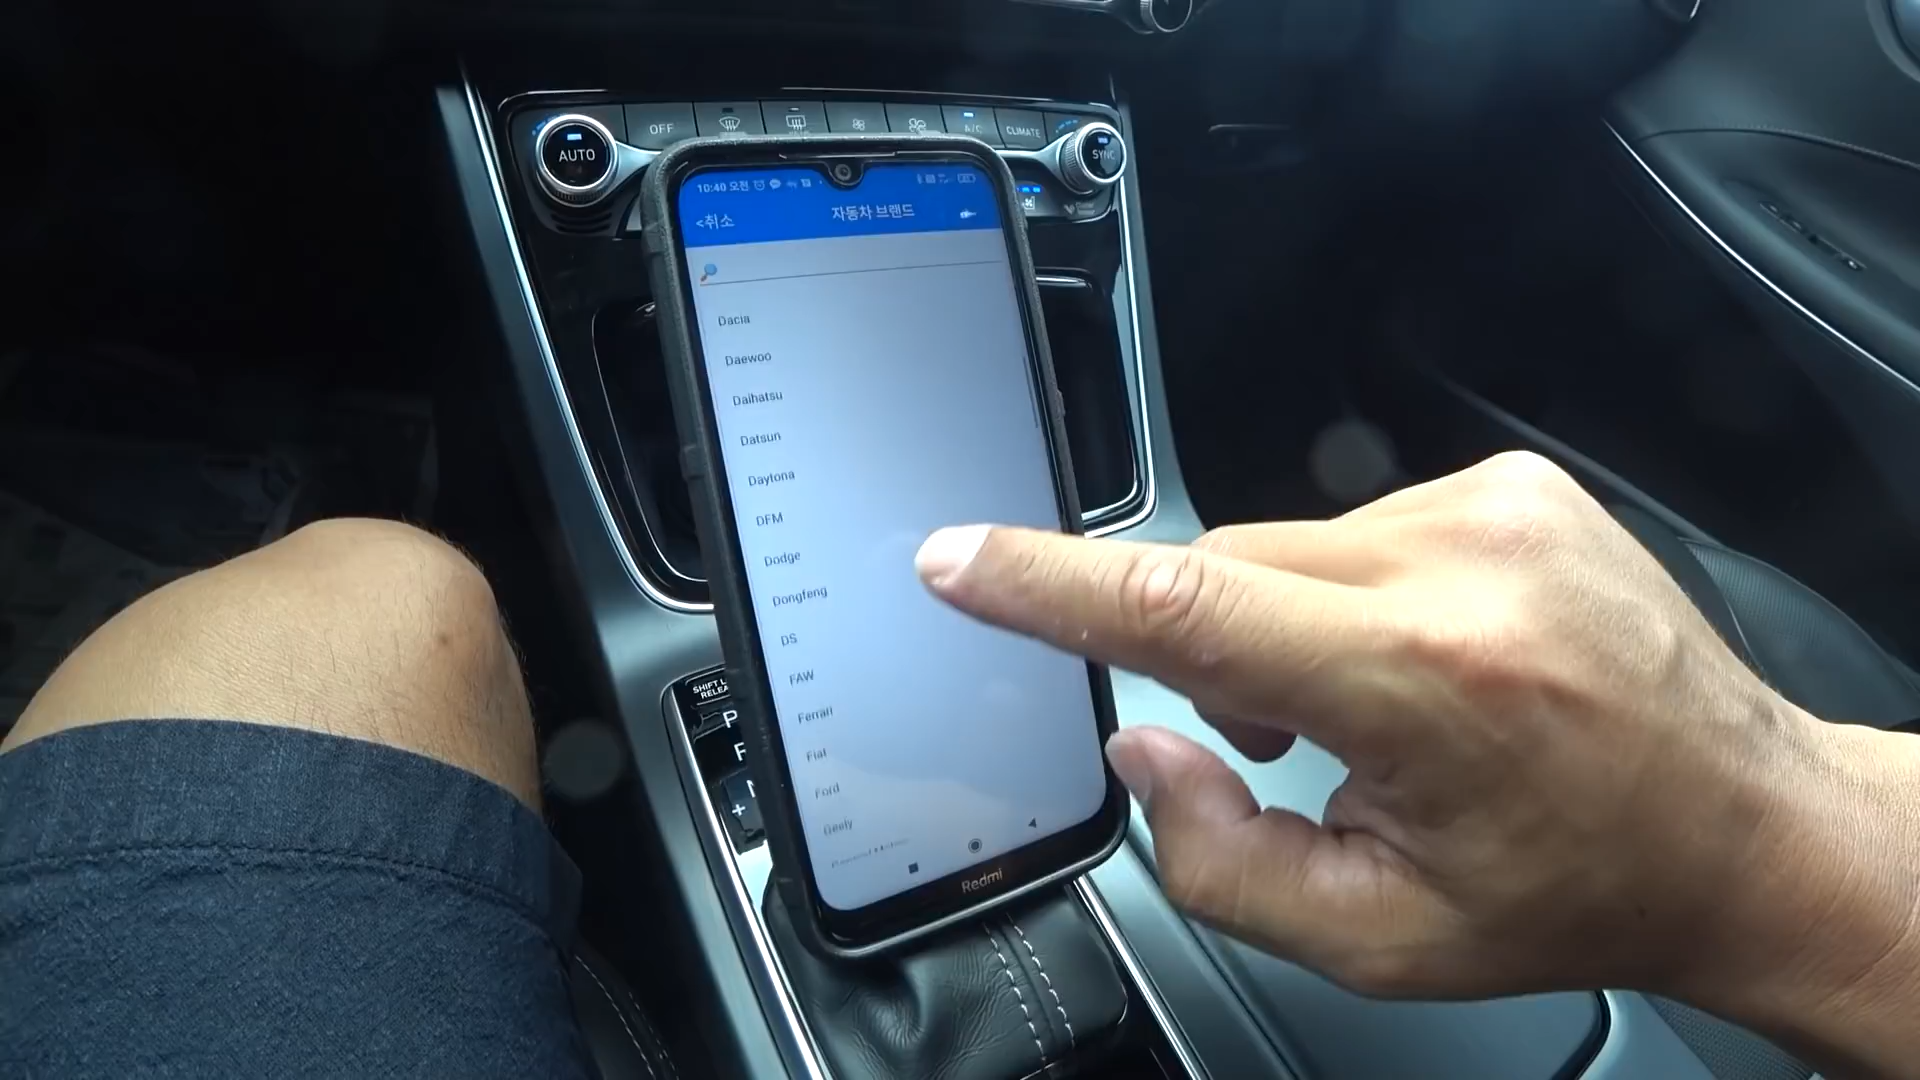 OFF
A/C
CLIMATE
AUTO
SYNC
10:40 오전
<취소
자동차 브랜드
Dacia
Daewoo
Daihatsu
Datsun
Daytona
DFM
Dodge
Dongfeng
DS
FAW
Ferrari
Fiat
Ford
Geely
Redmi
SHIFT L
RELEA
P
N
+